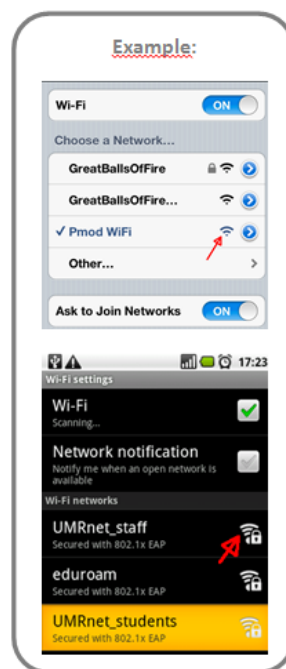 Example:
Wi-Fi ON
Choose a Network...
GreatBallsOfFire
GreatBallsOfFire...
✓ Pmod WiFi
Other...
Ask to Join Networks ON
17:23
Wi-Fi settings
Wi-Fi
Scanning...
Network notification
Notify me when an open network is
available
Wi-Fi networks
UMRnet_staff
Secured with 802.1x EAP
eduroam
Secured with 802.1x EAP
UMRnet_students
Secured with 802.1x EAP